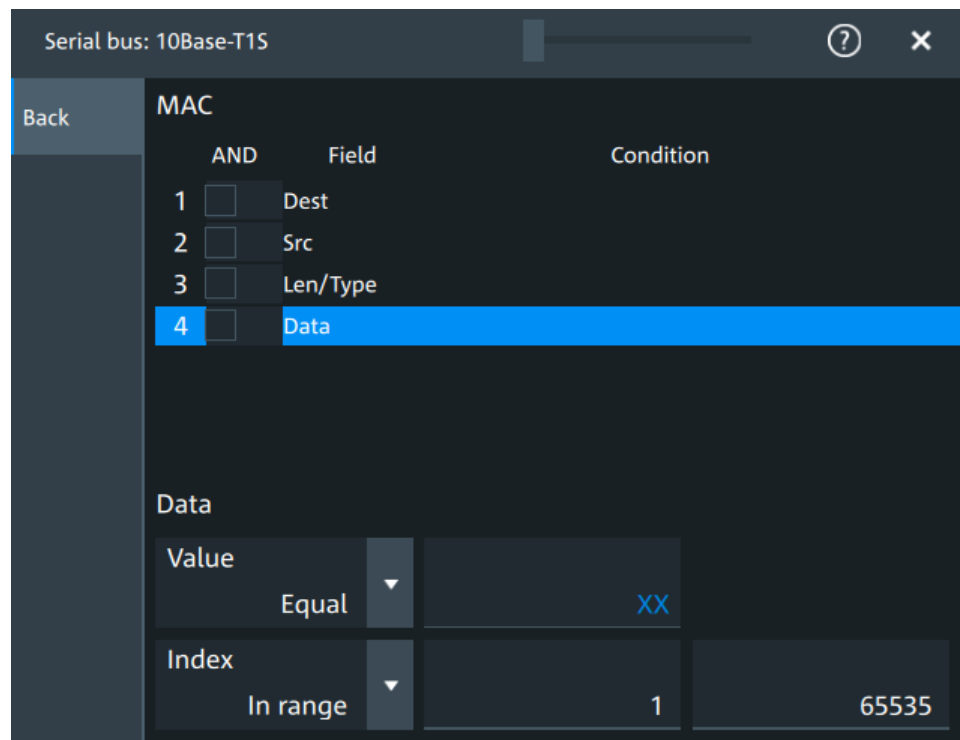 Serial bus: 10Base-T1S ? ×
Back
MAC
AND Field Condition
1 Dest
2 Src
3 Len/Type
4 Data
Data
Value
Equal XX
Index
In range 1 65535